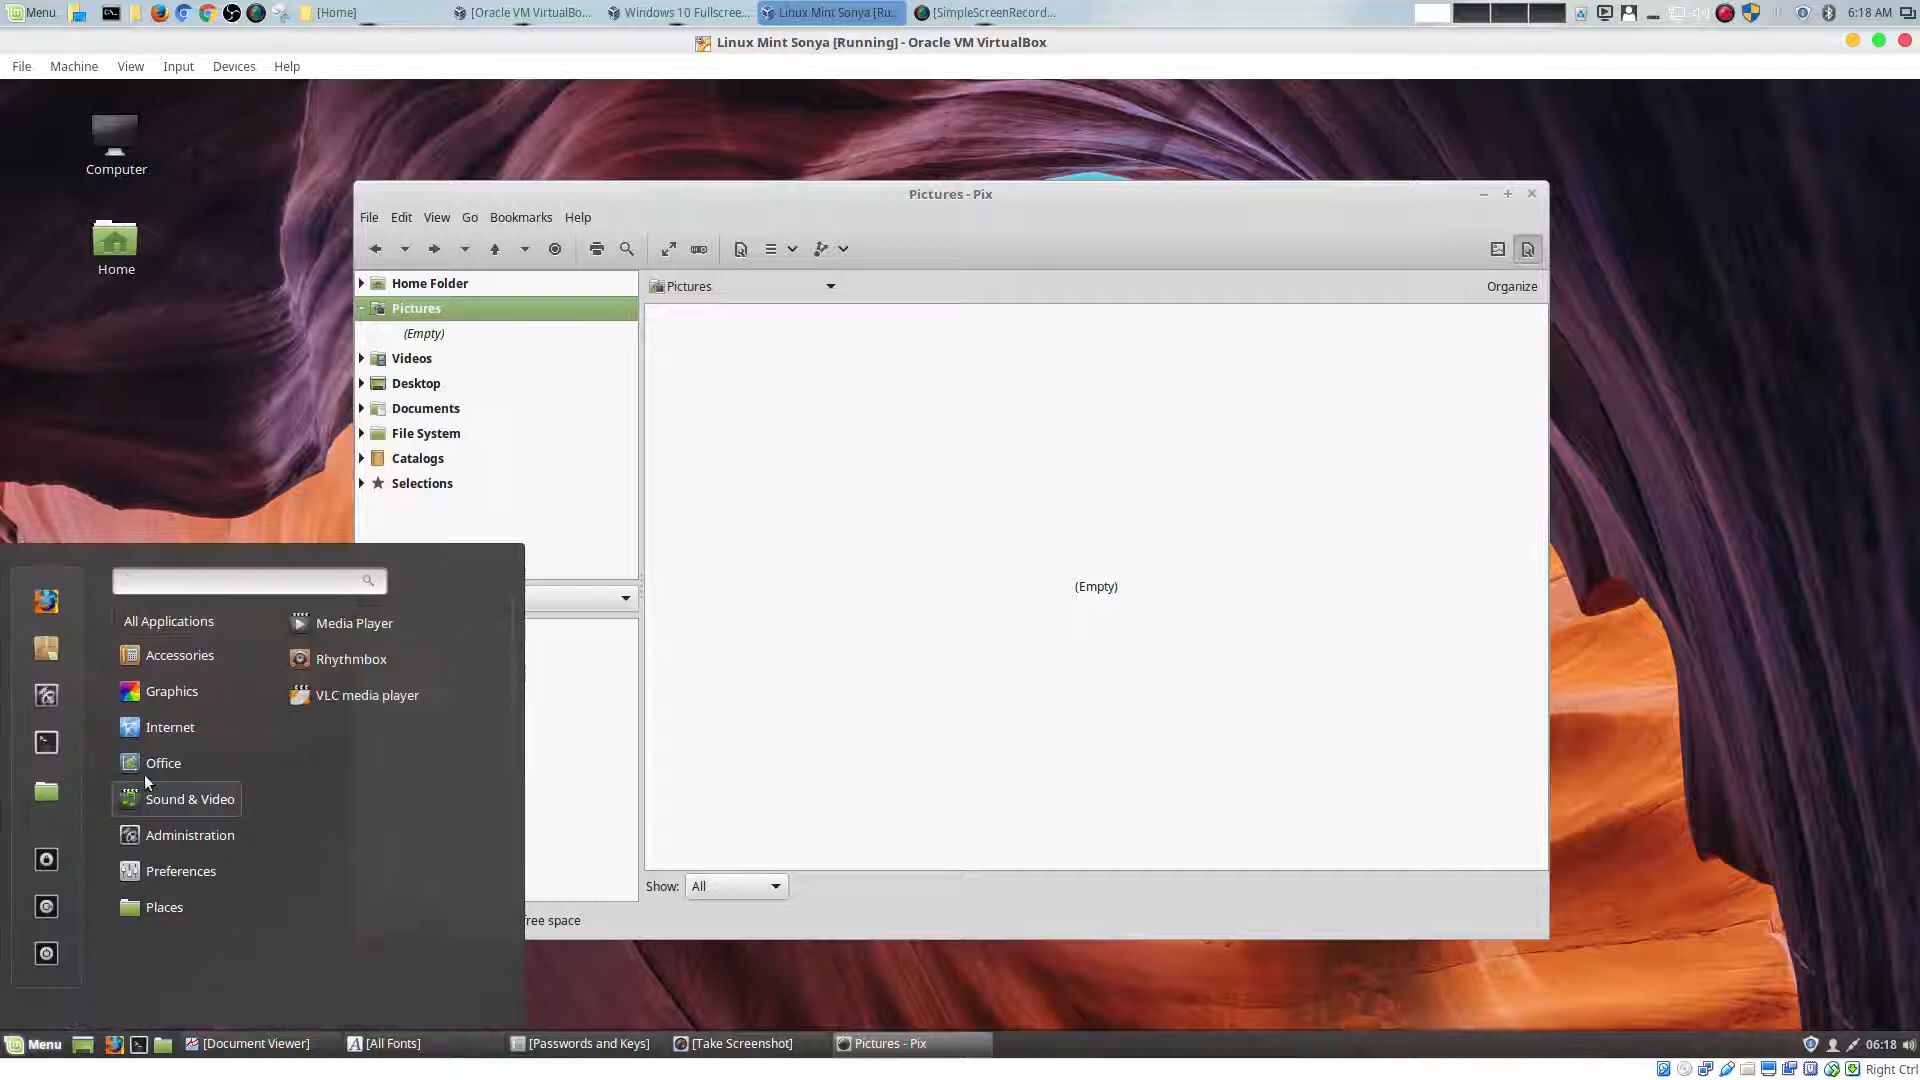 Menu
[Home]
[Oracle VM VirtualBo...
Windows 10 Fullscree...
Linux Mint Sonya [Ru...
[SimpleScreenRecord...
6:18 AM
Linux Mint Sonya [Running] - Oracle VM VirtualBox
File Machine View Input Devices Help
Computer
Home
Pictures - Pix
File Edit View Go Bookmarks Help
Home Folder
Pictures
(Empty)
Videos
Desktop
Documents
File System
Catalogs
Selections
Pictures
Organize
(Empty)
Show: All
free space
All Applications
Accessories
Graphics
Internet
Office
Sound & Video
Administration
Preferences
Places
Media Player
Rhythmbox
VLC media player
Menu
[Document Viewer]
[All Fonts]
[Passwords and Keys]
[Take Screenshot]
Pictures - Pix
06:18
Right Ctrl